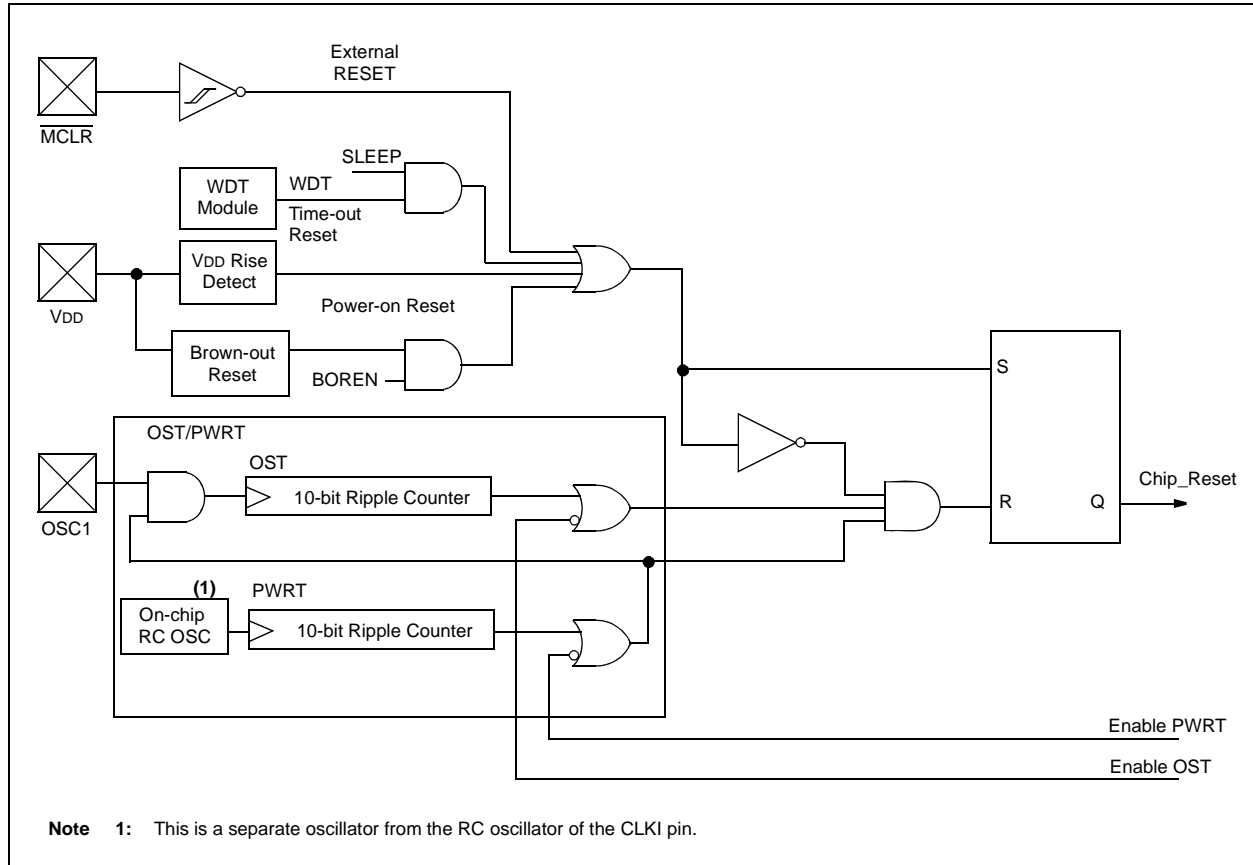 External
RESET
MCLR
SLEEP
WDT
Module
WDT
Time-out
Reset
VDD Rise
Detect
VDD
Power-on Reset
Brown-out
Reset
BOREN
S
OST/PWRT
OST
10-bit Ripple Counter
OSC1
Chip_Reset
R
Q
(1)
PWRT
On-chip
RC OSC
10-bit Ripple Counter
Enable PWRT
Enable OST
Note 1: This is a separate oscillator from the RC oscillator of the CLKI pin.